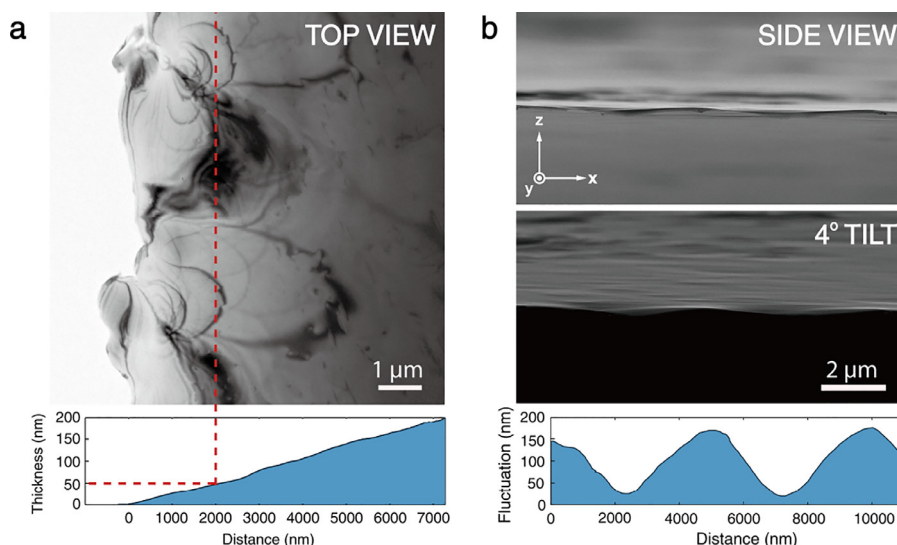 a
TOP VIEW
1 μm
200
150
100
50
0
Thickness (nm)
0 1000 2000 3000 4000 5000 6000 7000
Distance (nm)
b
SIDE VIEW
z
y
x
4° TILT
2 μm
200
150
100
50
0
Fluctuation (nm)
0 2000 4000 6000 8000 10000
Distance (nm)